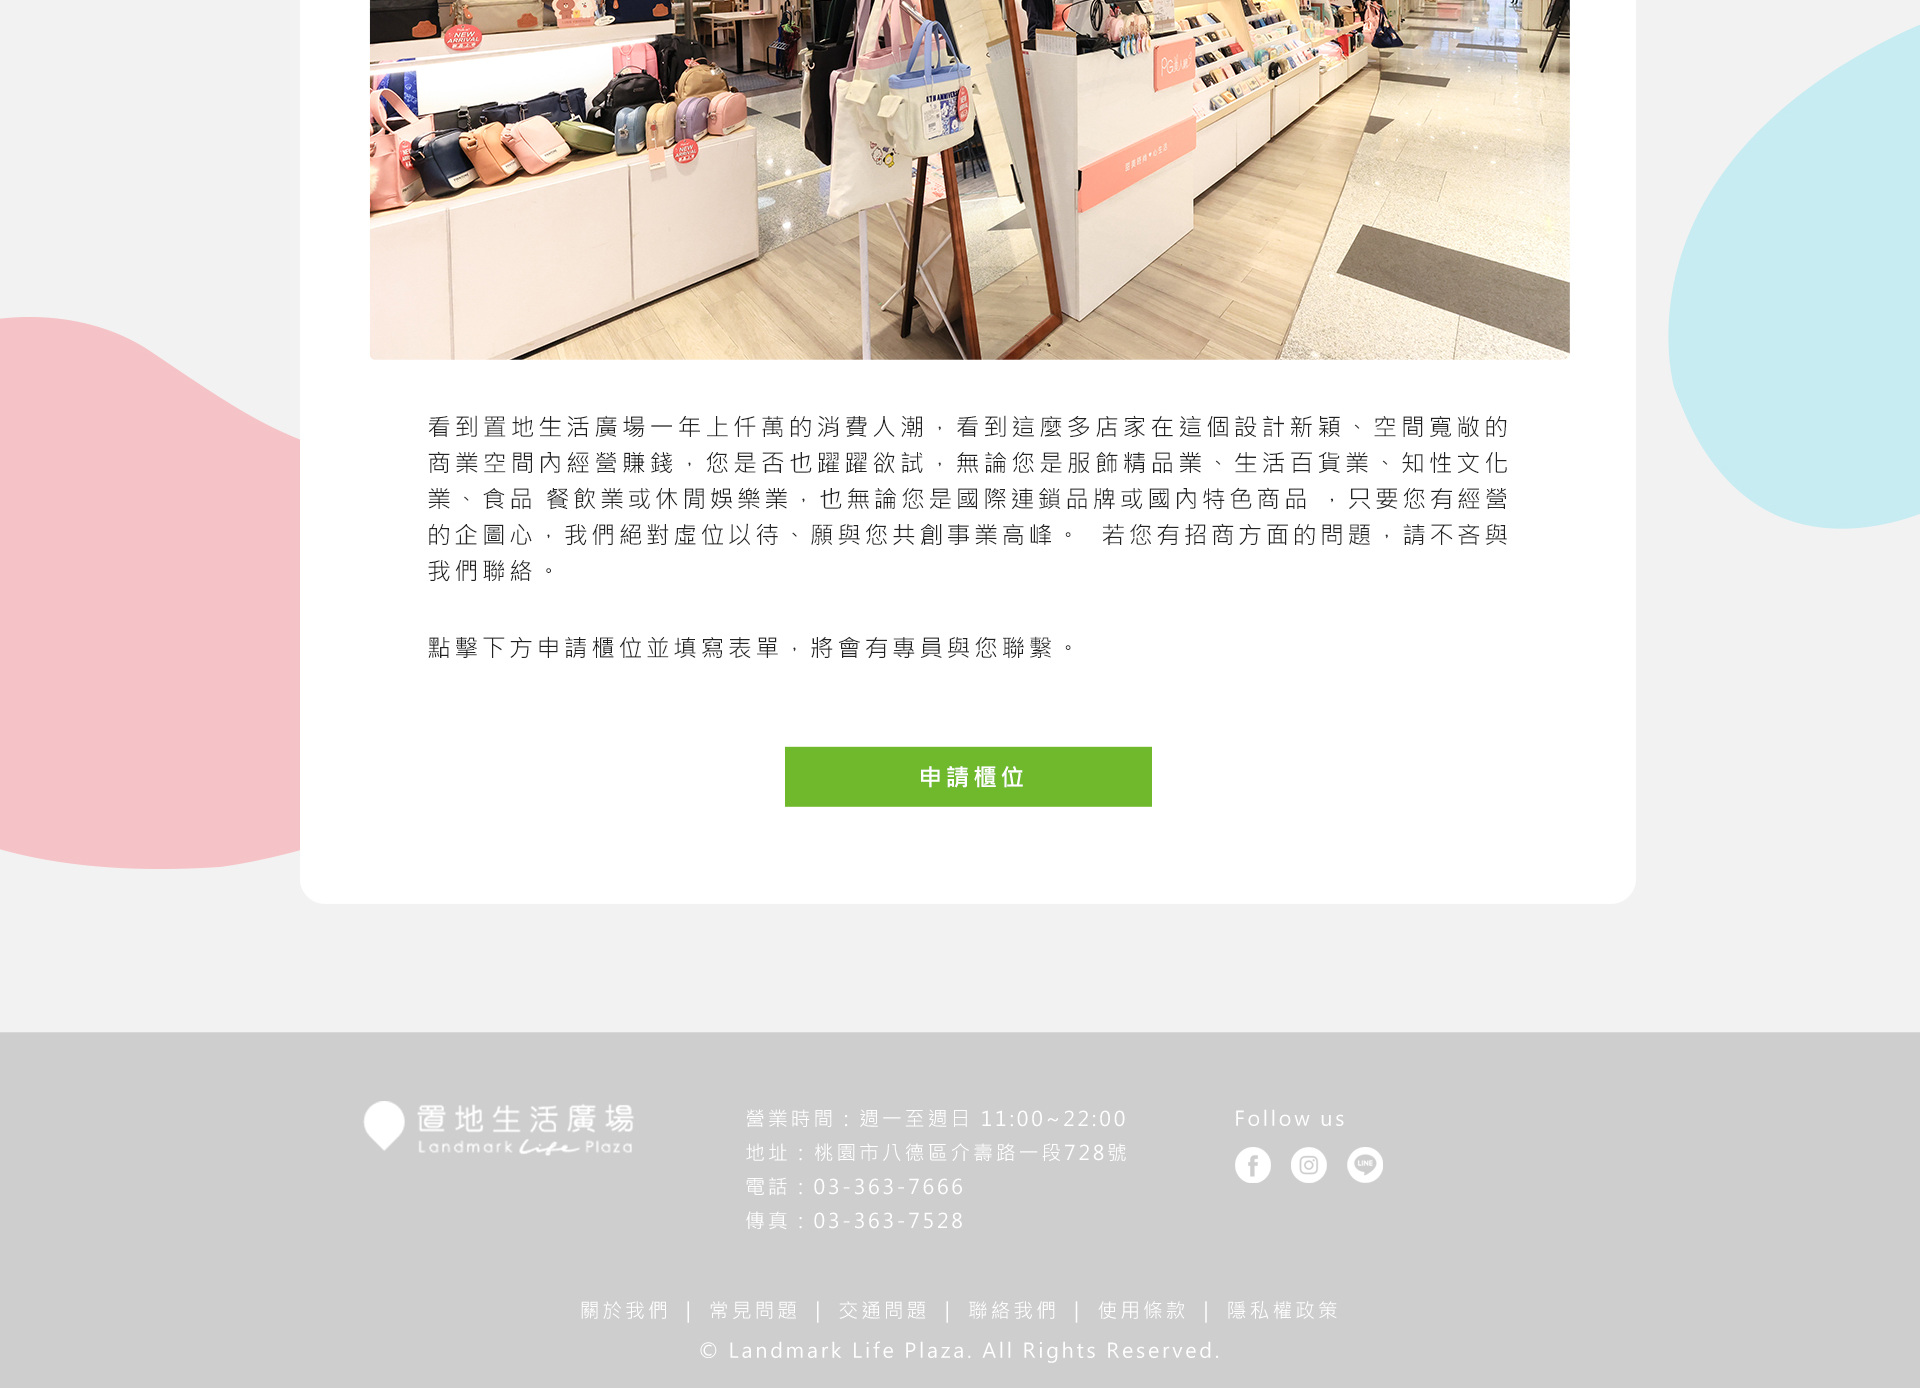 NEW
ARRIVAL
NEW
ARRIVAL
6TH ANNIVERSARY
PG美人網
看到置地生活廣場一年上仟萬的消費人潮，看到這麼多店家在這個設計新穎、空間寬敞的
商業空間內經營賺錢，您是否也躍躍欲試，無論您是服飾精品業、生活百貨業、知性文化
業、食品 餐飲業或休閒娛樂業，也無論您是國際連鎖品牌或國內特色商品 ，只要您有經營
的企圖心，我們絕對虛位以待、願與您共創事業高峰。 若您有招商方面的問題，請不吝與
我們聯絡。
點擊下方申請櫃位並填寫表單，將會有專員與您聯繫。
申請櫃位
置地生活廣場
Landmark Life Plaza
營業時間：週一至週日 11:00~22:00
地址：桃園市八德區介壽路一段728號
電話：03-363-7666
傳真：03-363-7528
Follow us
LINE
關於我們 | 常見問題 | 交通問題 | 聯絡我們 | 使用條款 | 隱私權政策
© Landmark Life Plaza. All Rights Reserved.